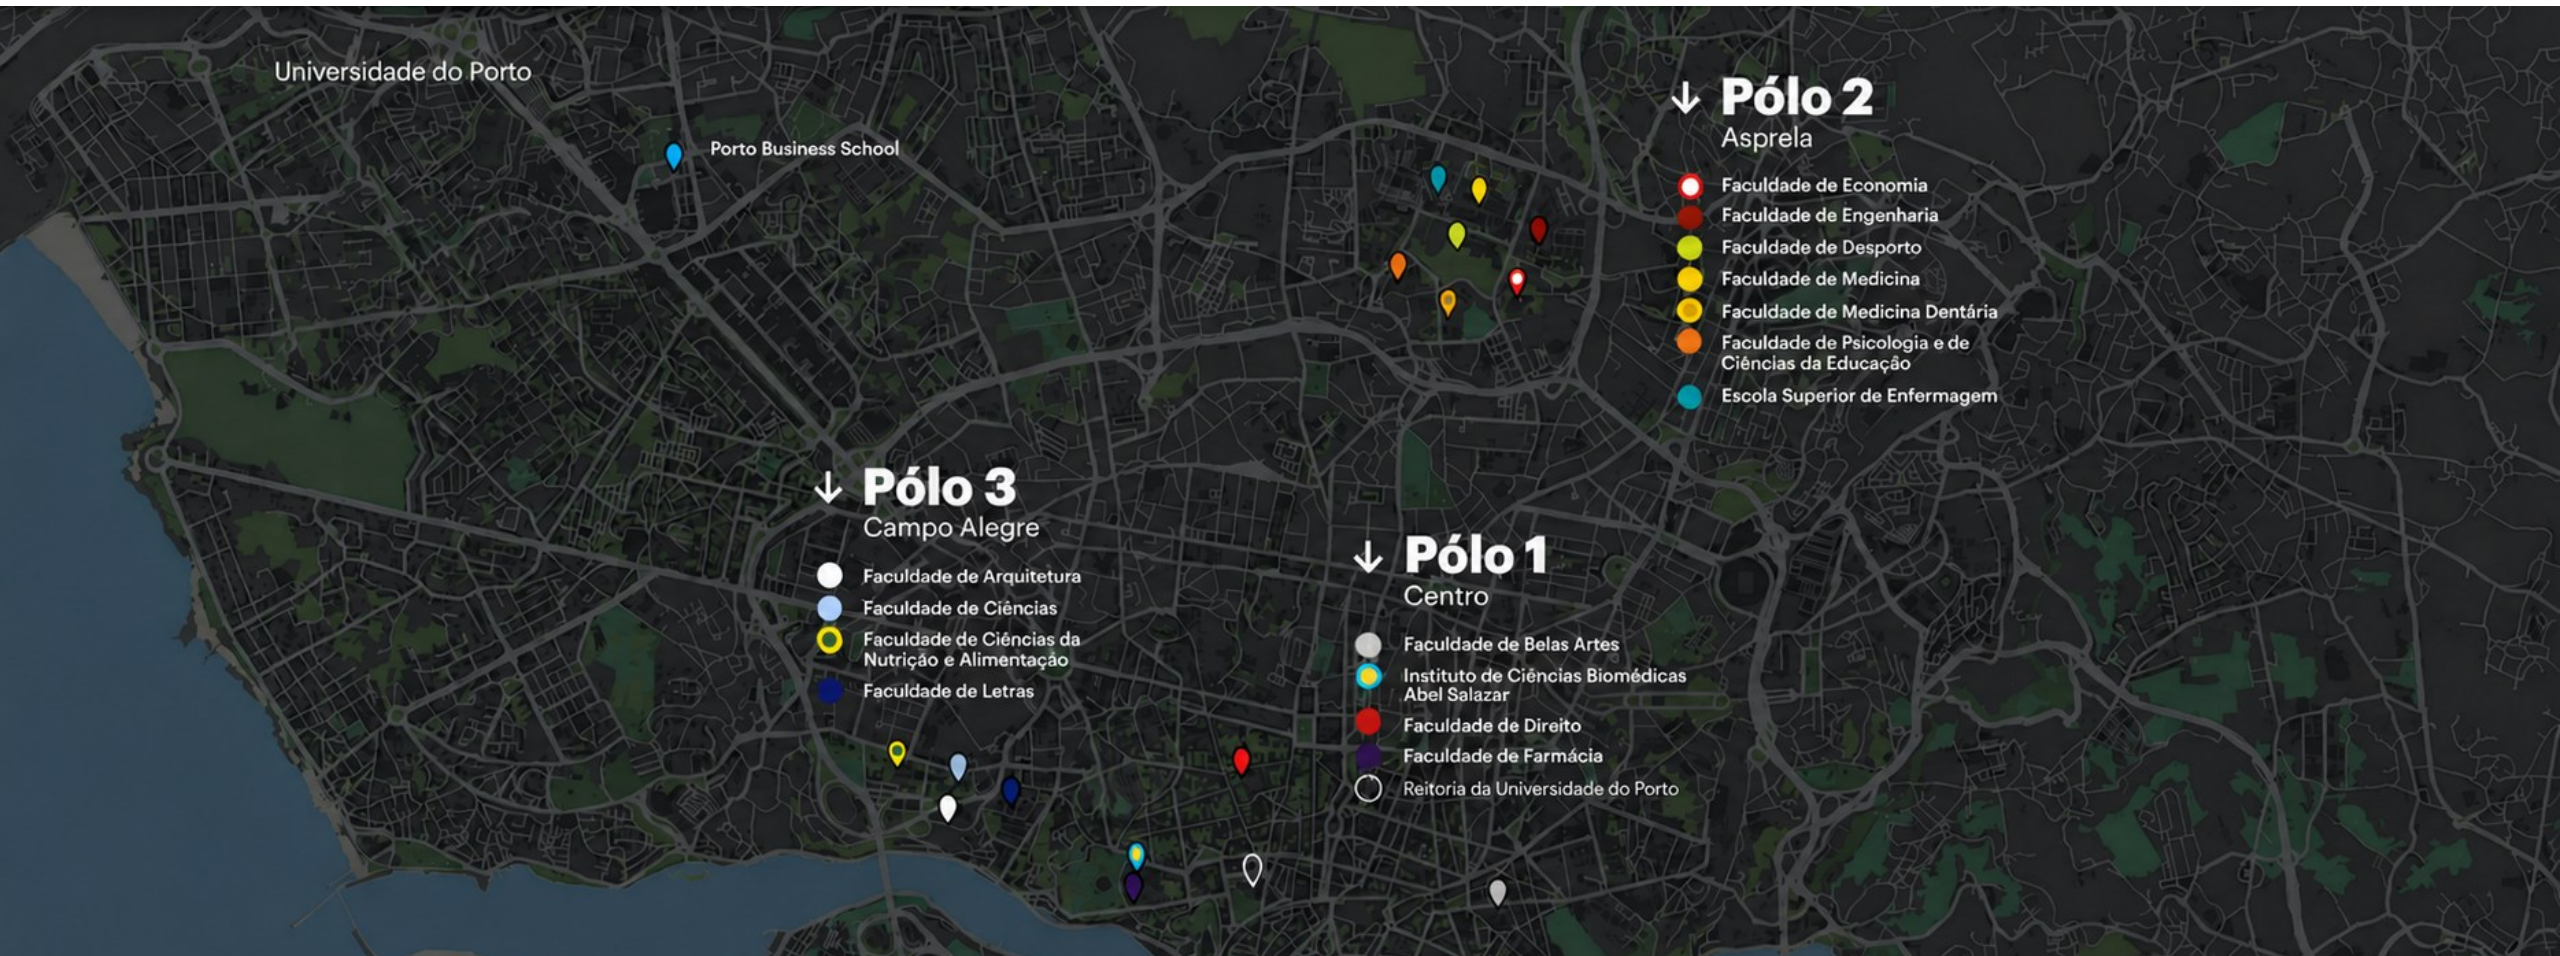 Universidade do Porto
Porto Business School
↓ Pólo 2
Asprela
Faculdade de Economia
Faculdade de Engenharia
Faculdade de Desporto
Faculdade de Medicina
Faculdade de Medicina Dentária
Faculdade de Psicologia e de
Ciências da Educação
Escola Superior de Enfermagem
↓ Pólo 3
Campo Alegre
Faculdade de Arquitetura
Faculdade de Ciências
Faculdade de Ciências da
Nutrição e Alimentação
Faculdade de Letras
↓ Pólo 1
Centro
Faculdade de Belas Artes
Instituto de Ciências Biomédicas
Abel Salazar
Faculdade de Direito
Faculdade de Farmácia
Reitoria da Universidade do Porto